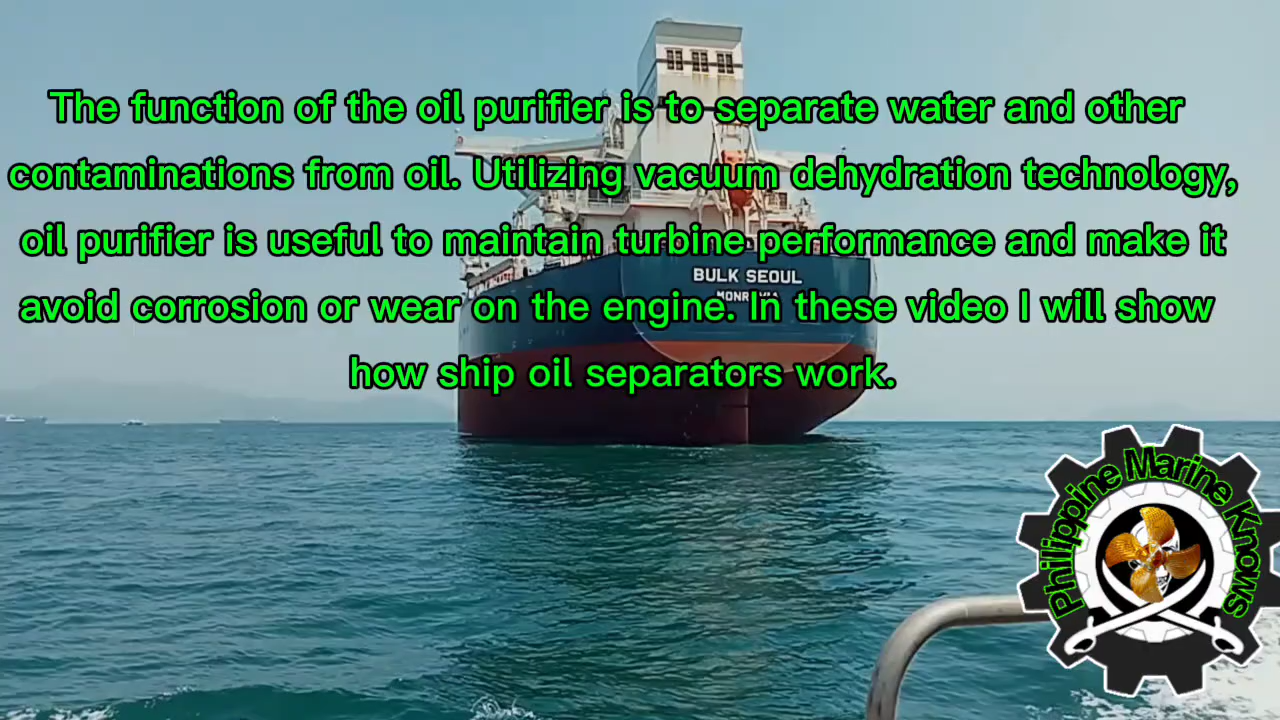 The function of the oil purifier is to separate water and other
contaminations from oil. Utilizing vacuum dehydration technology,
oil purifier is useful to maintain turbine performance and make it
avoid corrosion or wear on the engine. In these video I will show
how ship oil separators work.
BULK SEOUL
MONROVIA
Philippine Marine Knows